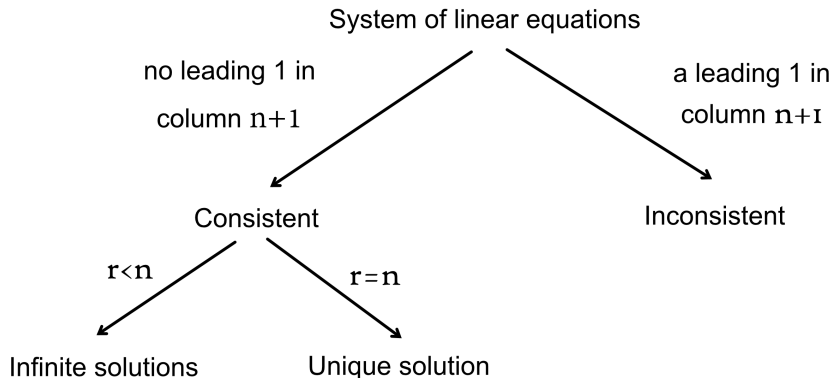 System of linear equations
no leading 1 in
column n+1
a leading 1 in
column n+1
Consistent
Inconsistent
r<n
r=n
Infinite solutions
Unique solution